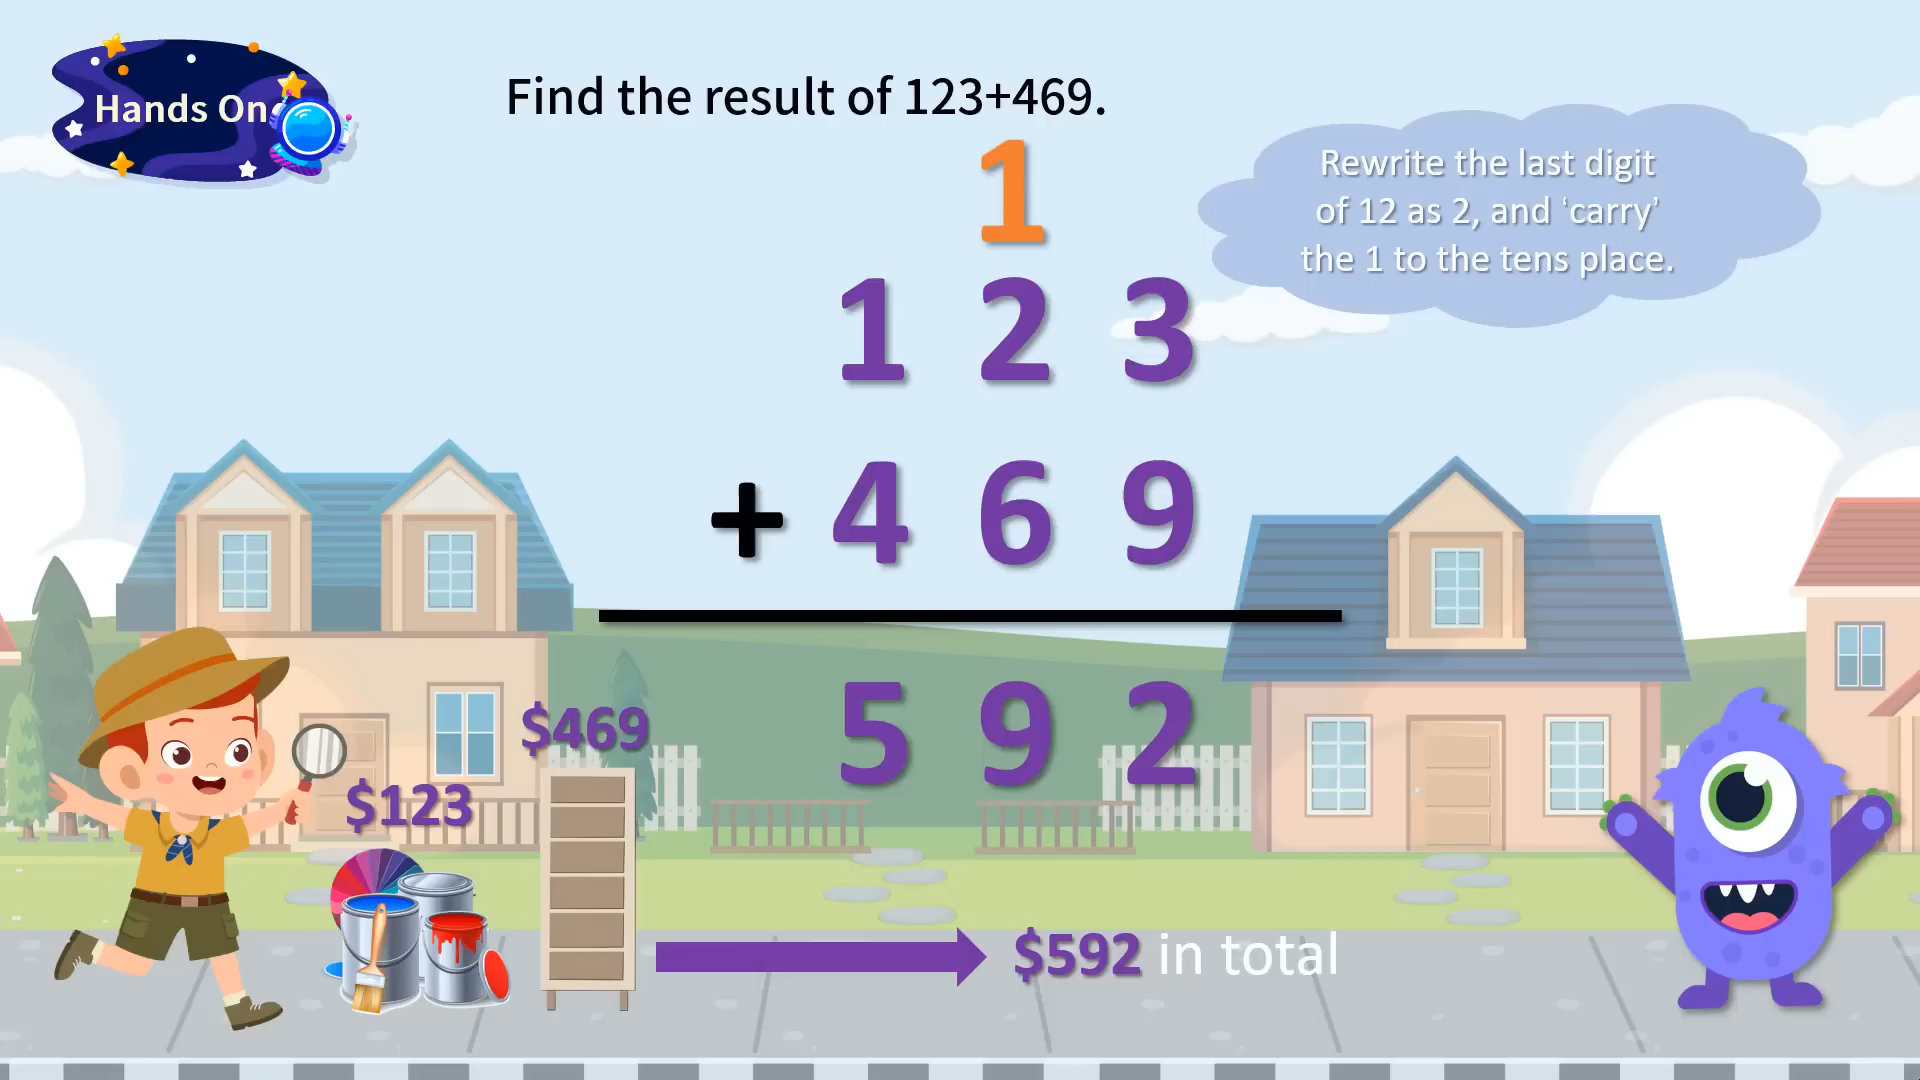 Hands On
Find the result of 123+469.
1
Rewrite the last digit
of 12 as 2, and ‘carry’
the 1 to the tens place.
1 2 3
+ 4 6 9
5 9 2
$469
$123
$592 in total